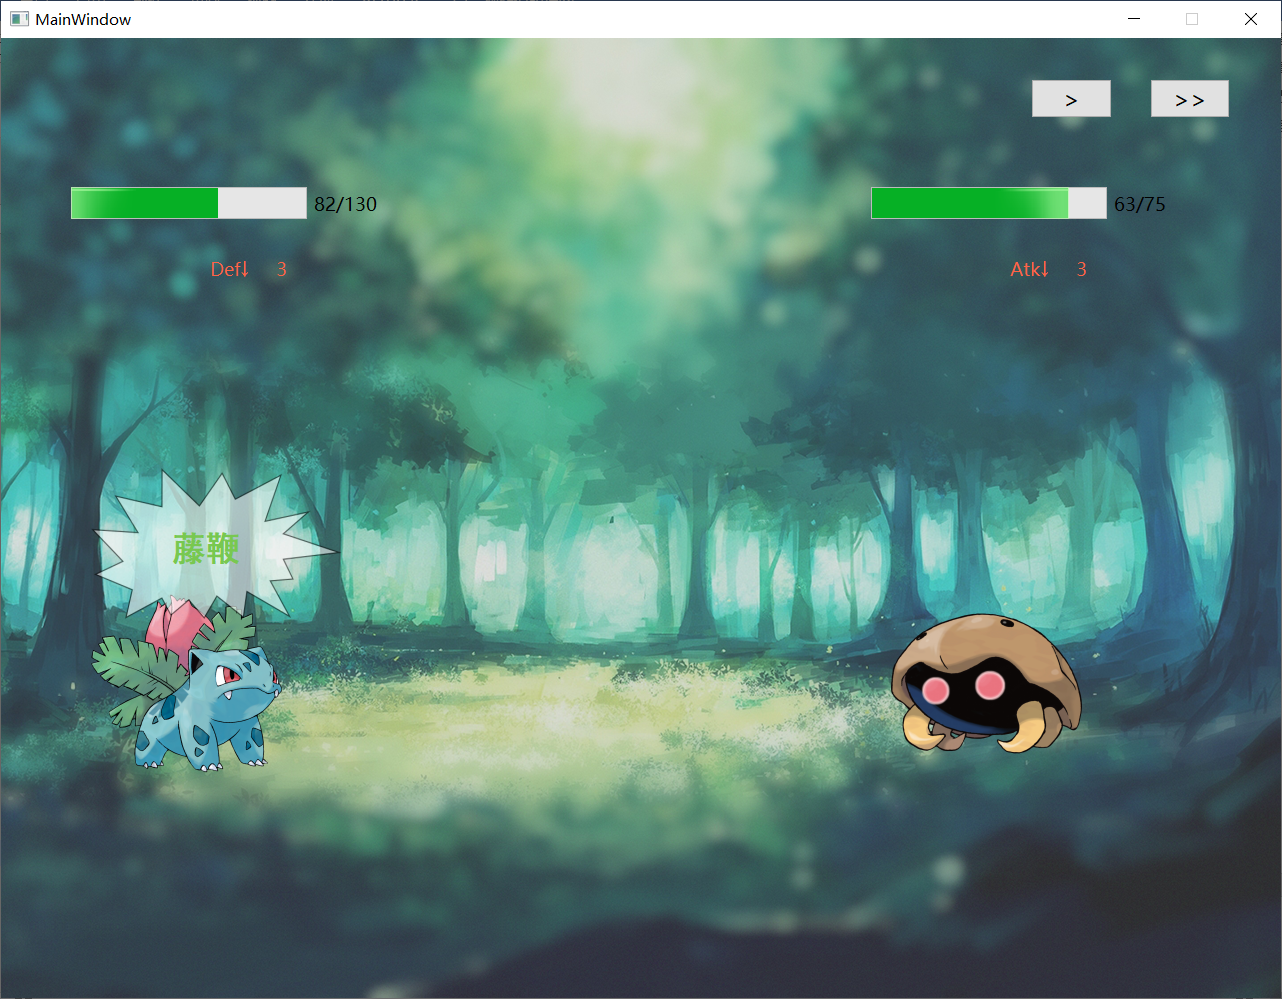 MainWindow
>
>>
82/130
63/75
Def↓ 3
Atk↓ 3
藤鞭